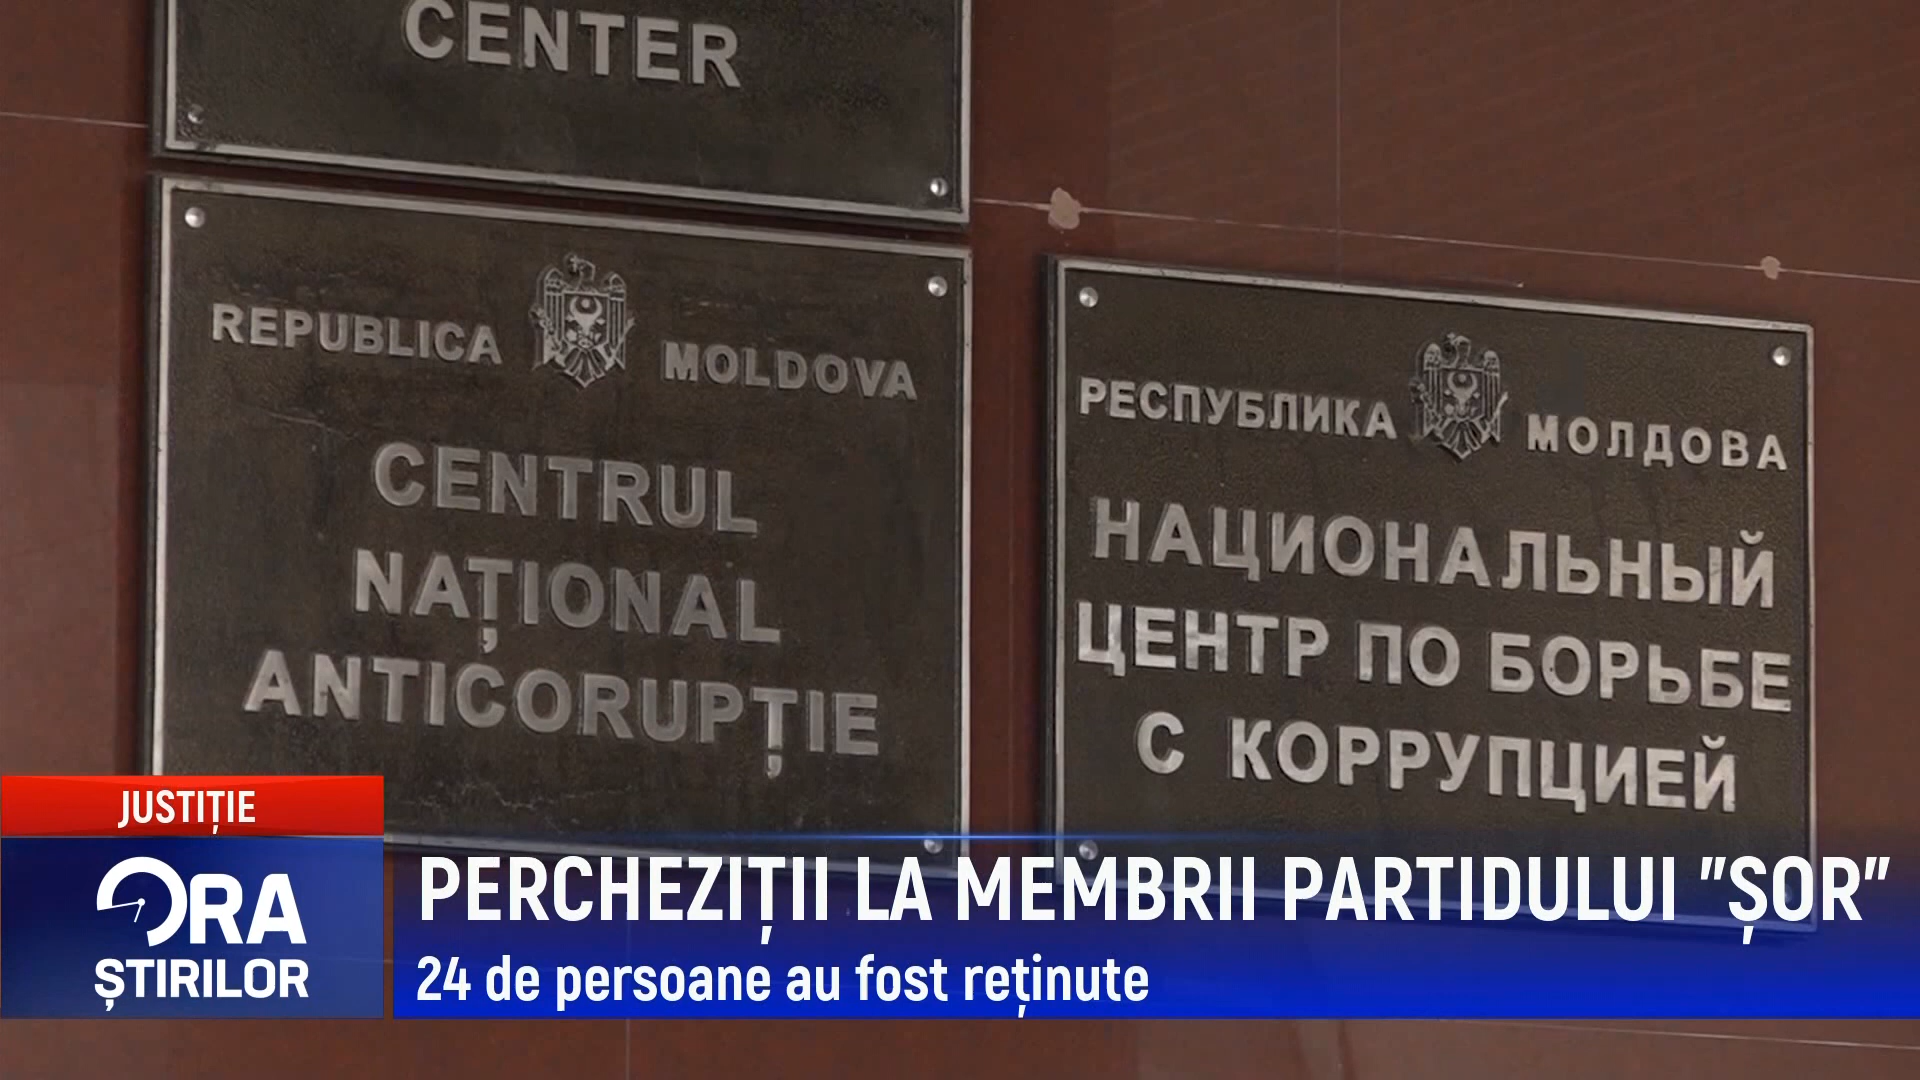 CENTER
REPUBLICA MOLDOVA
CENTRUL
NAȚIONAL
ANTICORUPȚIE
РЕСПУБЛИКА МОЛДОВА
НАЦИОНАЛЬНЫЙ
ЦЕНТР ПО БОРЬБЕ
С КОРРУПЦИЕЙ
JUSTIȚIE
ORA
ȘTIRILOR
PERCHEZIȚII LA MEMBRII PARTIDULUI "ȘOR"
24 de persoane au fost reținute